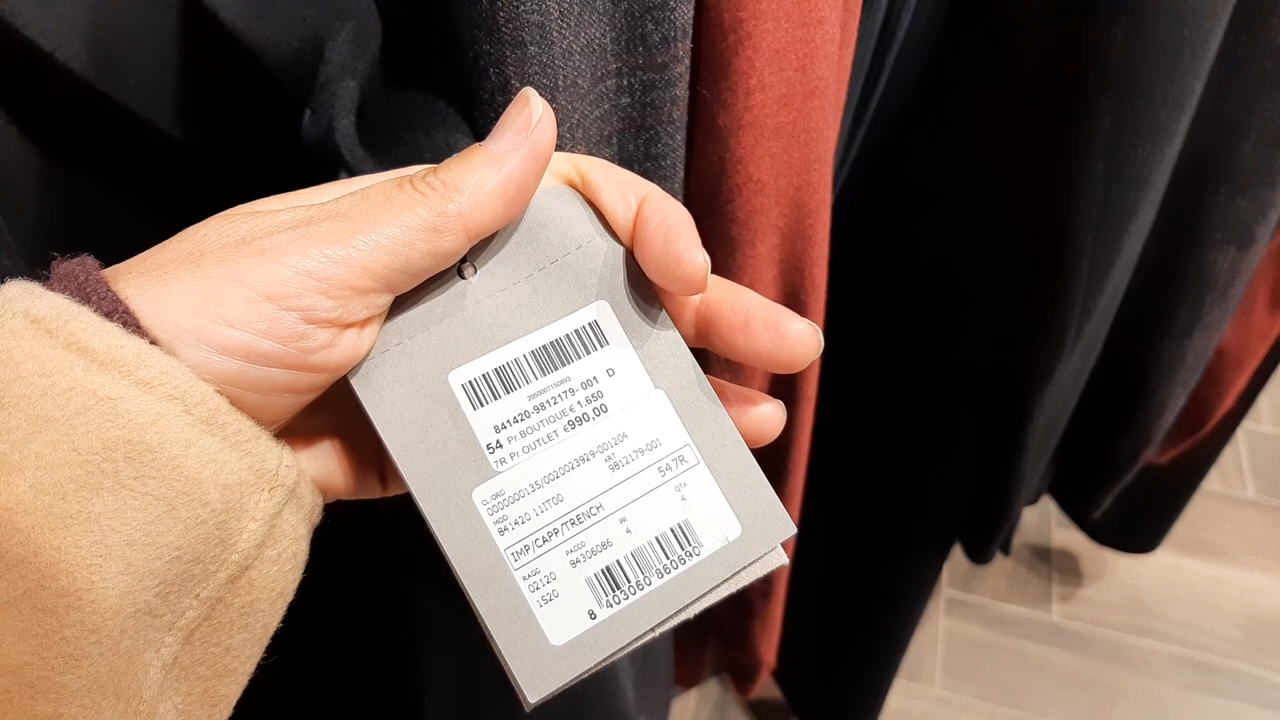 2050007150893
841420-9812179-001 D
54 Pr.BOUTIQUE € 1.650
7R Pr.OUTLET €990,00
CL/ORD
0000000135/0020023929-001204
MOD ART
841420 11IT00 9812179-001
IMP/CAPP/TRENCH 54 7R
RAGG PACCO PR QTA
02120 84306086 4 4
1520
8 403060 860690